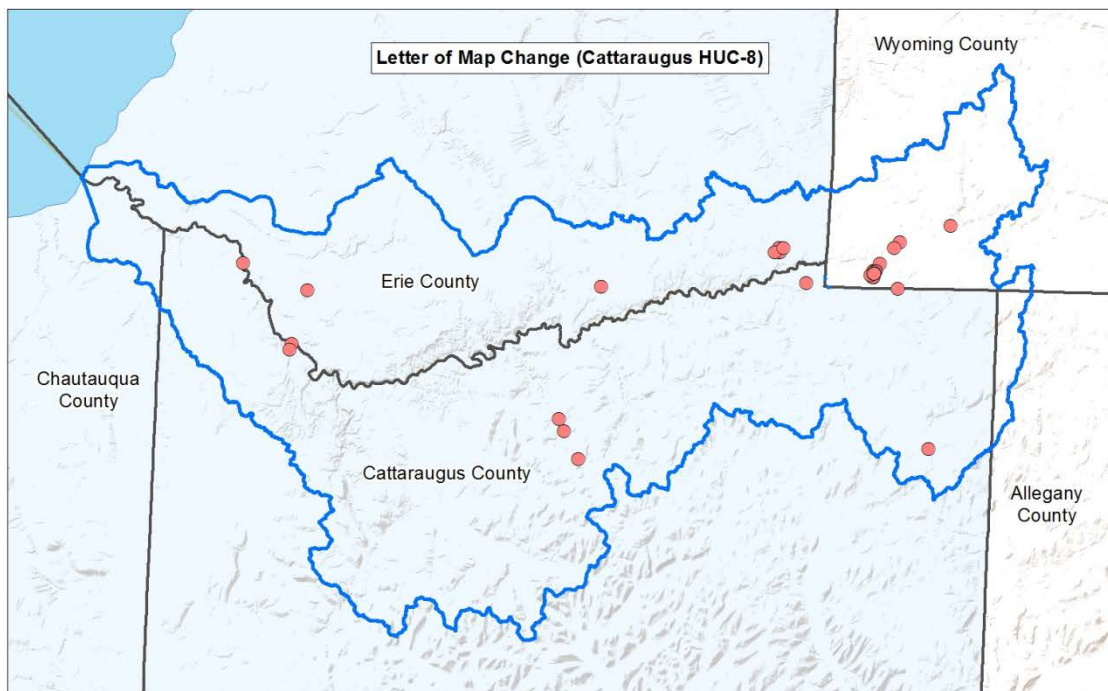 Letter of Map Change (Cattaraugus HUC-8)
Wyoming County
Erie County
Chautauqua
County
Cattaraugus County
Allegany
County